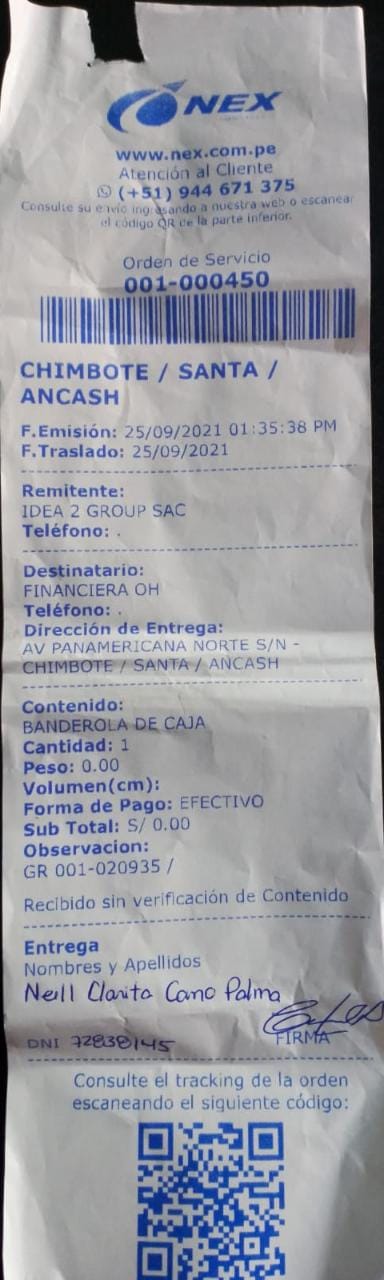 NEX
www.nex.com.pe
Atención al Cliente
(+51) 944 671 375
Consulte su envío ingresando a nuestra web o escanear
el código QR de la parte inferior.
Orden de Servicio
001-000450
CHIMBOTE / SANTA /
ANCASH
F.Emisión: 25/09/2021 01:35:38 PM
F.Traslado: 25/09/2021
Remitente:
IDEA 2 GROUP SAC
Teléfono: .
Destinatario:
FINANCIERA OH
Teléfono: .
Dirección de Entrega:
AV PANAMERICANA NORTE S/N -
CHIMBOTE / SANTA / ANCASH
Contenido:
BANDEROLA DE CAJA
Cantidad: 1
Peso: 0.00
Volumen(cm):
Forma de Pago: EFECTIVO
Sub Total: S/ 0.00
Observacion:
GR 001-020935 /
Recibido sin verificación de Contenido
Entrega
Nombres y Apellidos
Neill Clarita Cano Palma
FIRMA
DNI 72838145
Consulte el tracking de la orden
escaneando el siguiente código: